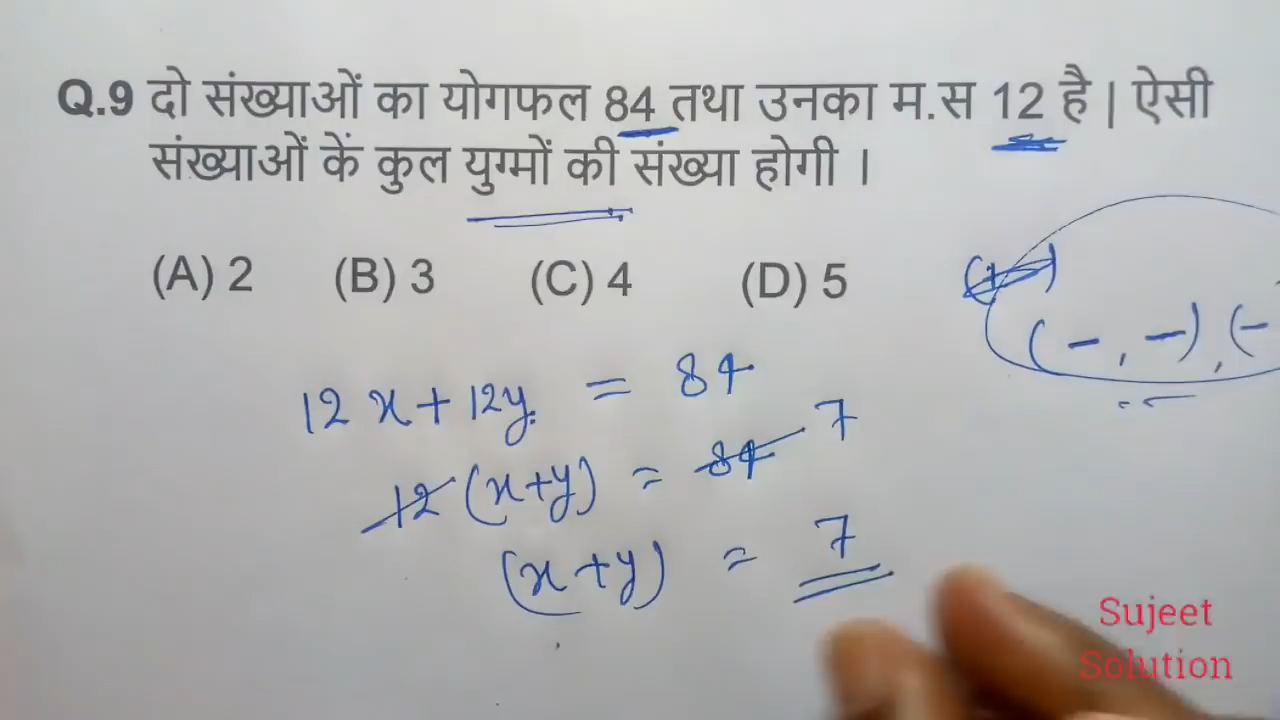 Q.9 दो संख्याओं का योगफल 84 तथा उनका म.स 12 है | ऐसी
संख्याओं कें कुल युग्मों की संख्या होगी ।
(A) 2 (B) 3 (C) 4 (D) 5
(-, -), (-
12x+12y = 84
12(x+y) = 84 7
(x+y) = 7
Sujeet
Solution